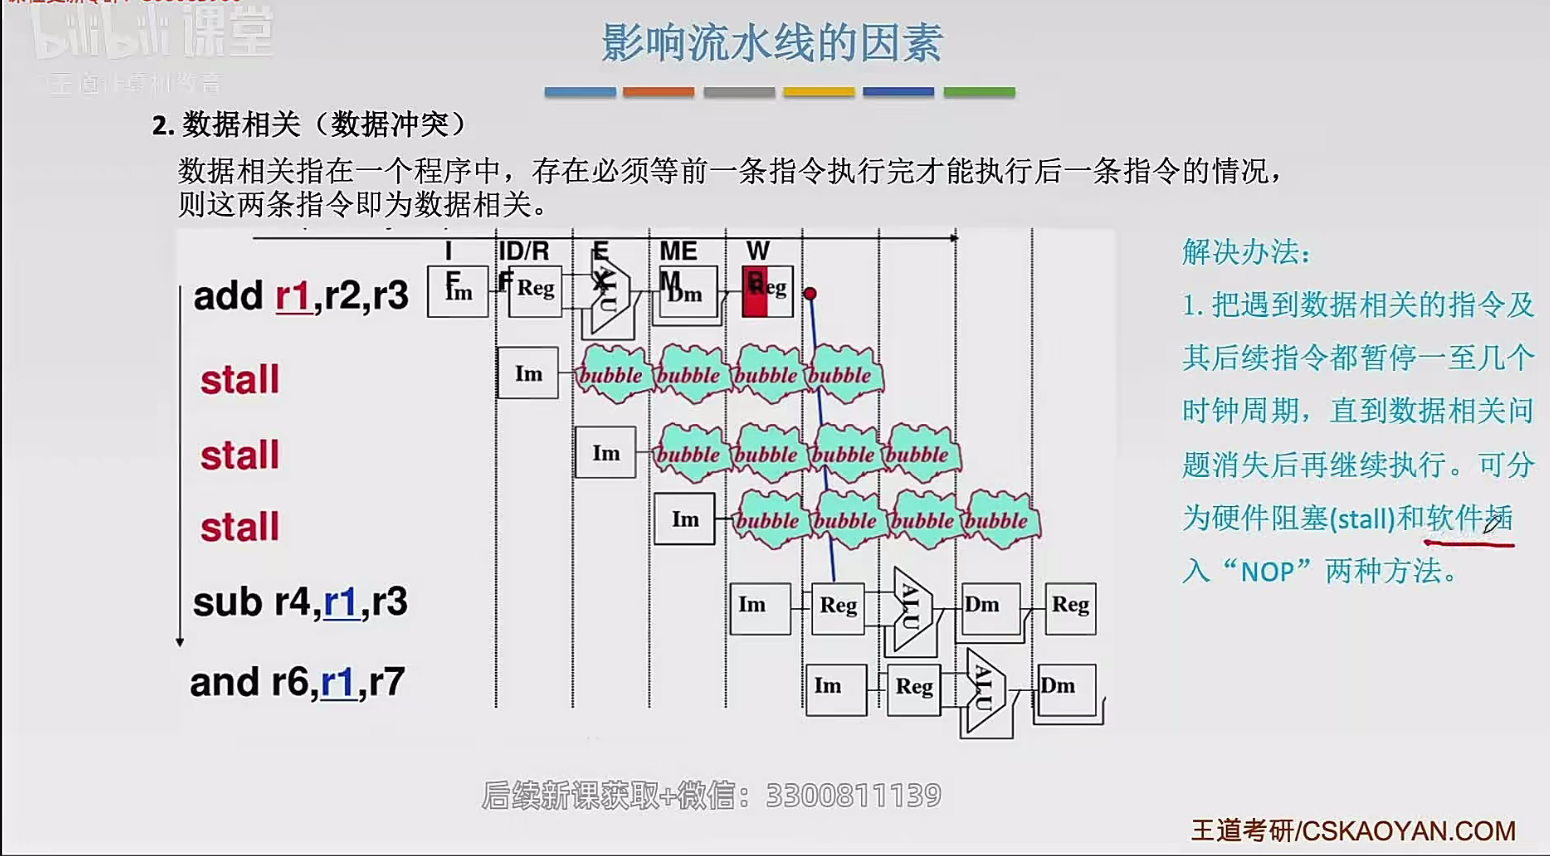 bilibili 课堂
王道计算机教育
影响流水线的因素
2. 数据相关（数据冲突）
数据相关指在一个程序中，存在必须等前一条指令执行完才能执行后一条指令的情况，
则这两条指令即为数据相关。
IF ID/RF EX MEM WB
add r1,r2,r3 Im Reg ALU Dm Reg
stall Im bubble bubble bubble bubble
stall Im bubble bubble bubble bubble
stall Im bubble bubble bubble bubble
sub r4,r1,r3 Im Reg ALU Dm Reg
and r6,r1,r7 Im Reg ALU Dm
解决办法：
1. 把遇到数据相关的指令及
其后续指令都暂停一至几个
时钟周期，直到数据相关问
题消失后再继续执行。可分
为硬件阻塞(stall)和软件插
入“NOP”两种方法。
后续新课获取+微信：3300811139
王道考研/CSKAOYAN.COM